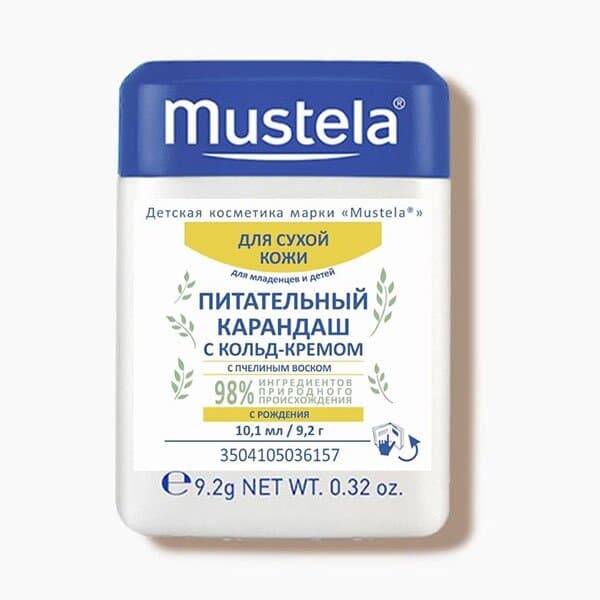 mustela®
Детская косметика марки «Mustela®»
ДЛЯ СУХОЙ
КОЖИ
для младенцев и детей
ПИТАТЕЛЬНЫЙ
КАРАНДАШ
С КОЛЬД-КРЕМОМ
С ПЧЕЛИНЫМ ВОСКОМ
98% ИНГРЕДИЕНТОВ
ПРИРОДНОГО
ПРОИСХОЖДЕНИЯ
С РОЖДЕНИЯ
10,1 мл / 9,2 г
3504105036157
℮9.2g NET WT. 0.32 oz.